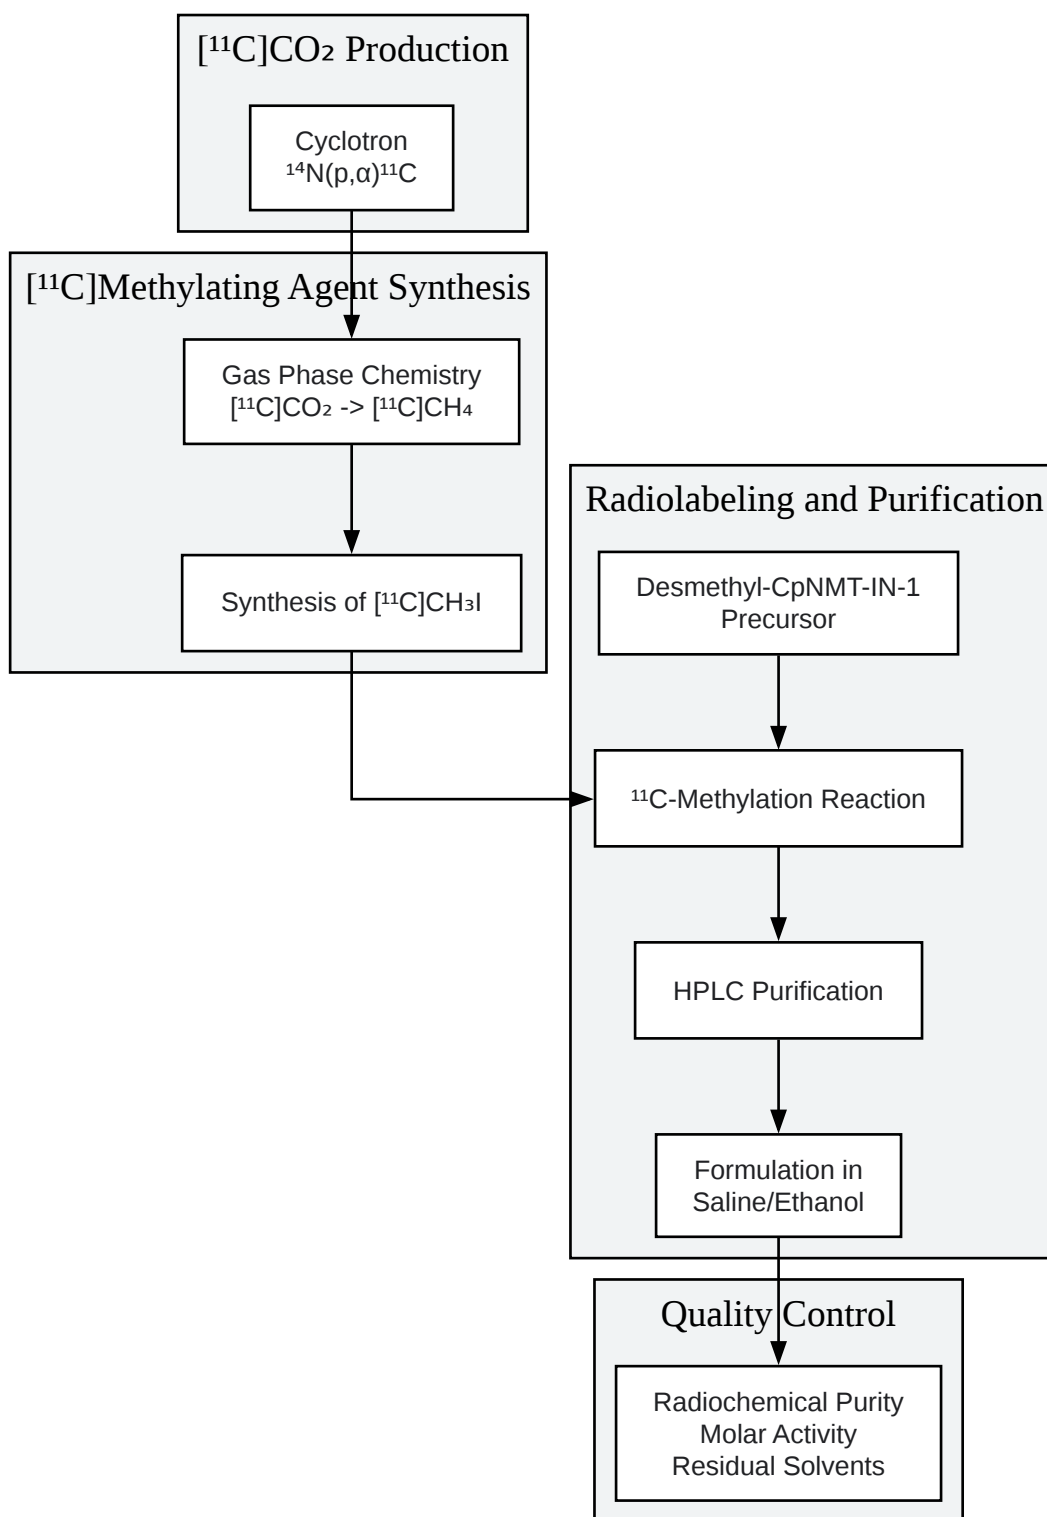 [¹¹C]CO₂ Production
Cyclotron
¹⁴N(p,α)¹¹C
[¹¹C]Methylating Agent Synthesis
Gas Phase Chemistry
[¹¹C]CO₂ -> [¹¹C]CH₄
Synthesis of [¹¹C]CH₃I
Radiolabeling and Purification
Desmethyl-CpNMT-IN-1
Precursor
¹¹C-Methylation Reaction
HPLC Purification
Formulation in
Saline/Ethanol
Quality Control
Radiochemical Purity
Molar Activity
Residual Solvents